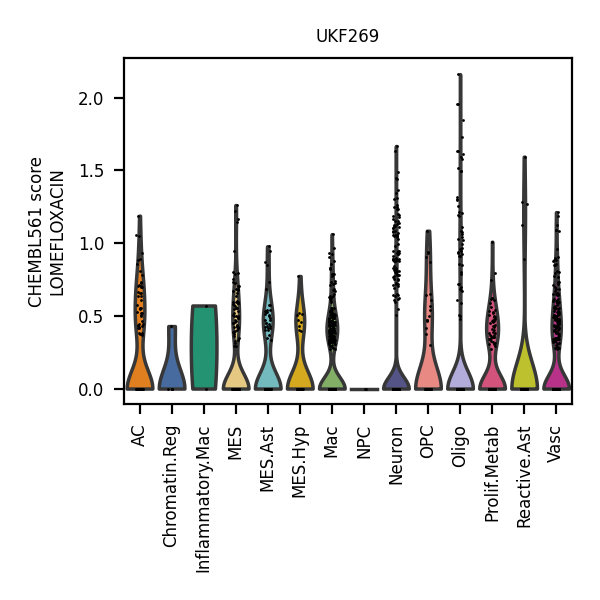 UKF269
CHEMBL561 score
LOMEFLOXACIN
2.0
1.5
1.0
0.5
0.0
AC
Chromatin.Reg
Inflammatory.Mac
MES
MES.Ast
MES.Hyp
Mac
NPC
Neuron
OPC
Oligo
Prolif.Metab
Reactive.Ast
Vasc